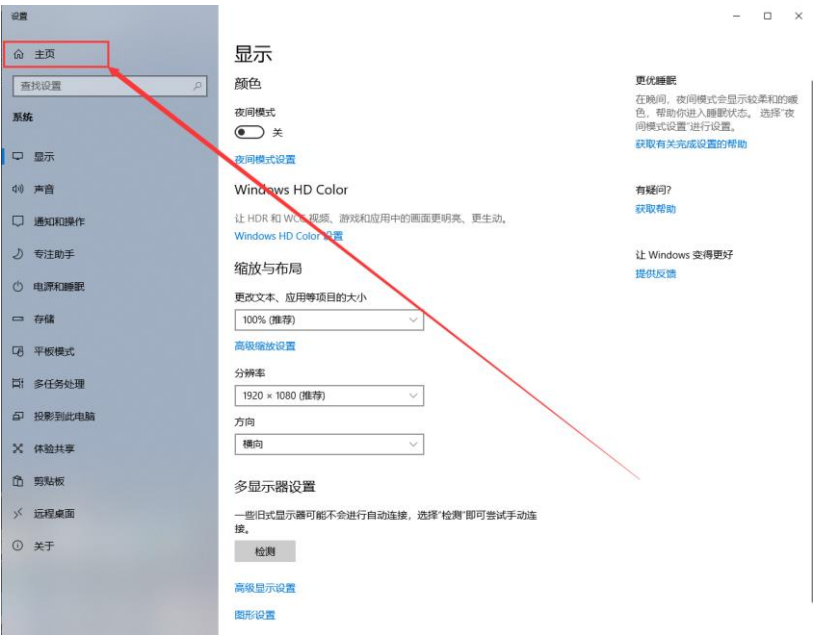 设置
主页
查找设置
系统
显示
声音
通知和操作
专注助手
电源和睡眠
存储
平板模式
多任务处理
投影到此电脑
体验共享
剪贴板
远程桌面
关于
显示
颜色
夜间模式
关
夜间模式设置
Windows HD Color
让 HDR 和 WCG 视频、游戏和应用中的画面更明亮、更生动。
Windows HD Color 设置
缩放与布局
更改文本、应用等项目的大小
100% (推荐)
高级缩放设置
分辨率
1920 × 1080 (推荐)
方向
横向
多显示器设置
一些旧式显示器可能不会进行自动连接，选择"检测"即可尝试手动连
接。
检测
高级显示设置
图形设置
更优睡眠
在晚间，夜间模式会显示较柔和的暖
色，帮助你进入睡眠状态。 选择"夜
间模式设置"进行设置。
获取有关完成设置的帮助
有疑问?
获取帮助
让 Windows 变得更好
提供反馈